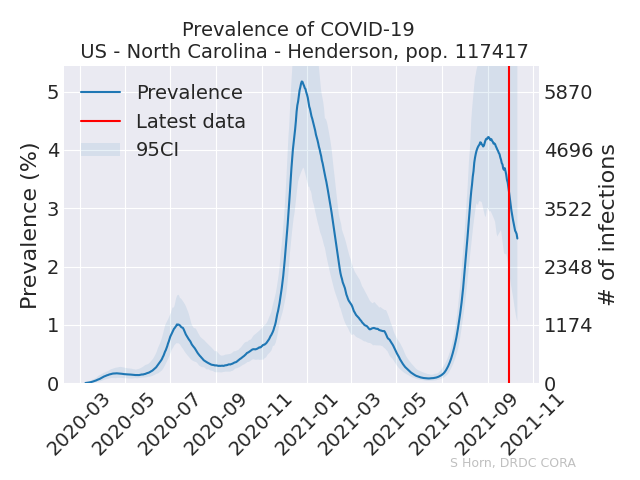 Prevalence of COVID-19
US - North Carolina - Henderson, pop. 117417
Prevalence
Latest data
95CI
Prevalence (%)
5
4
3
2
1
0
5870
4696
3522
2348
1174
0
# of infections
2020-03
2020-05
2020-07
2020-09
2020-11
2021-01
2021-03
2021-05
2021-07
2021-09
2021-11
S Horn, DRDC CORA